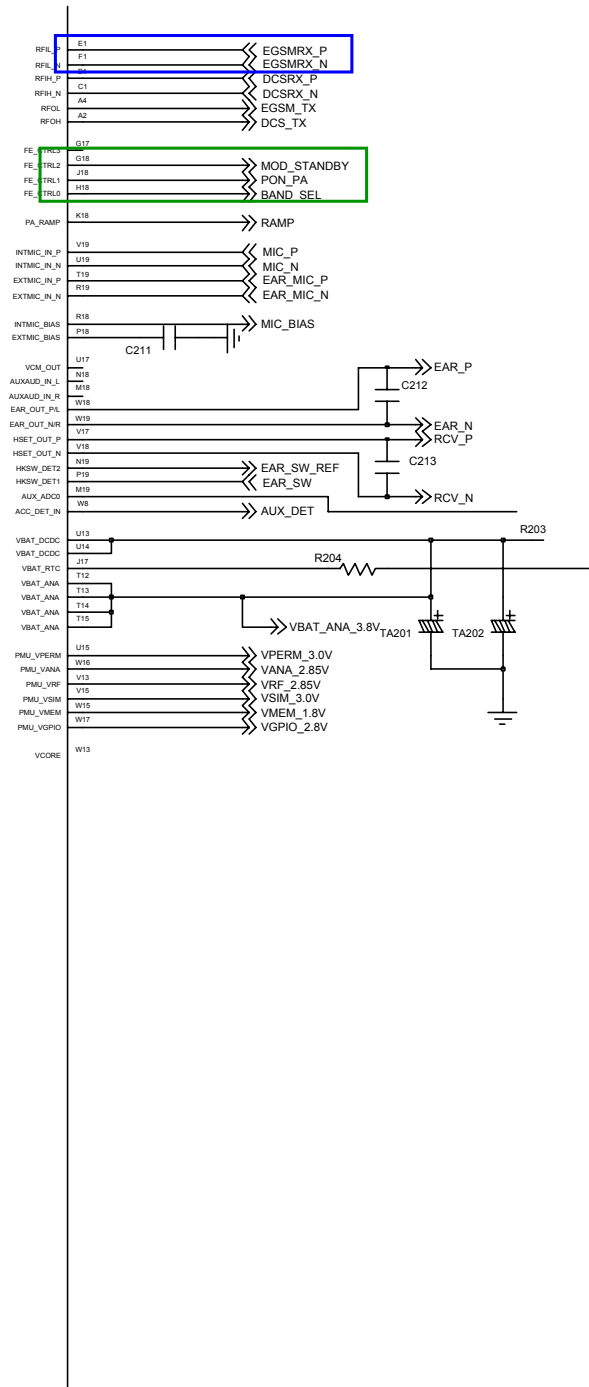 RFIL_P E1 EGSMRX_P
RFIL_N F1 EGSMRX_N
RFIH_P DCSRX_P
RFIH_N C1 DCSRX_N
RFOL A4 EGSM_TX
RFOH A2 DCS_TX
FE_CTRL3 G17
FE_CTRL2 G18 MOD_STANDBY
FE_CTRL1 J18 PON_PA
FE_CTRL0 H18 BAND_SEL
PA_RAMP K18 RAMP
INTMIC_IN_P V19 MIC_P
INTMIC_IN_N U19 MIC_N
EXTMIC_IN_P T19 EAR_MIC_P
EXTMIC_IN_N R19 EAR_MIC_N
INTMIC_BIAS R18 MIC_BIAS
EXTMIC_BIAS P18
C211
VCM_OUT U17 EAR_P
AUXAUD_IN_L N18 C212
AUXAUD_IN_R M18
EAR_OUT_P/L W18
EAR_OUT_N/R W19 EAR_N
HSET_OUT_P V17 RCV_P
HSET_OUT_N V18 C213
HKSW_DET2 N19 EAR_SW_REF
HKSW_DET1 P19 EAR_SW
AUX_ADC0 M19 RCV_N
ACC_DET_IN W8 AUX_DET
R203
VBAT_DCDC U13
VBAT_DCDC U14
R204
VBAT_RTC J17
VBAT_ANA T12
VBAT_ANA T13
VBAT_ANA T14
VBAT_ANA T15 VBAT_ANA_3.8V TA201 + TA202 +
PMU_VPERM U15 VPERM_3.0V
PMU_VANA W16 VANA_2.85V
PMU_VRF V13 VRF_2.85V
PMU_VSIM V15 VSIM_3.0V
PMU_VMEM W15 VMEM_1.8V
PMU_VGPIO W17 VGPIO_2.8V
VCORE W13